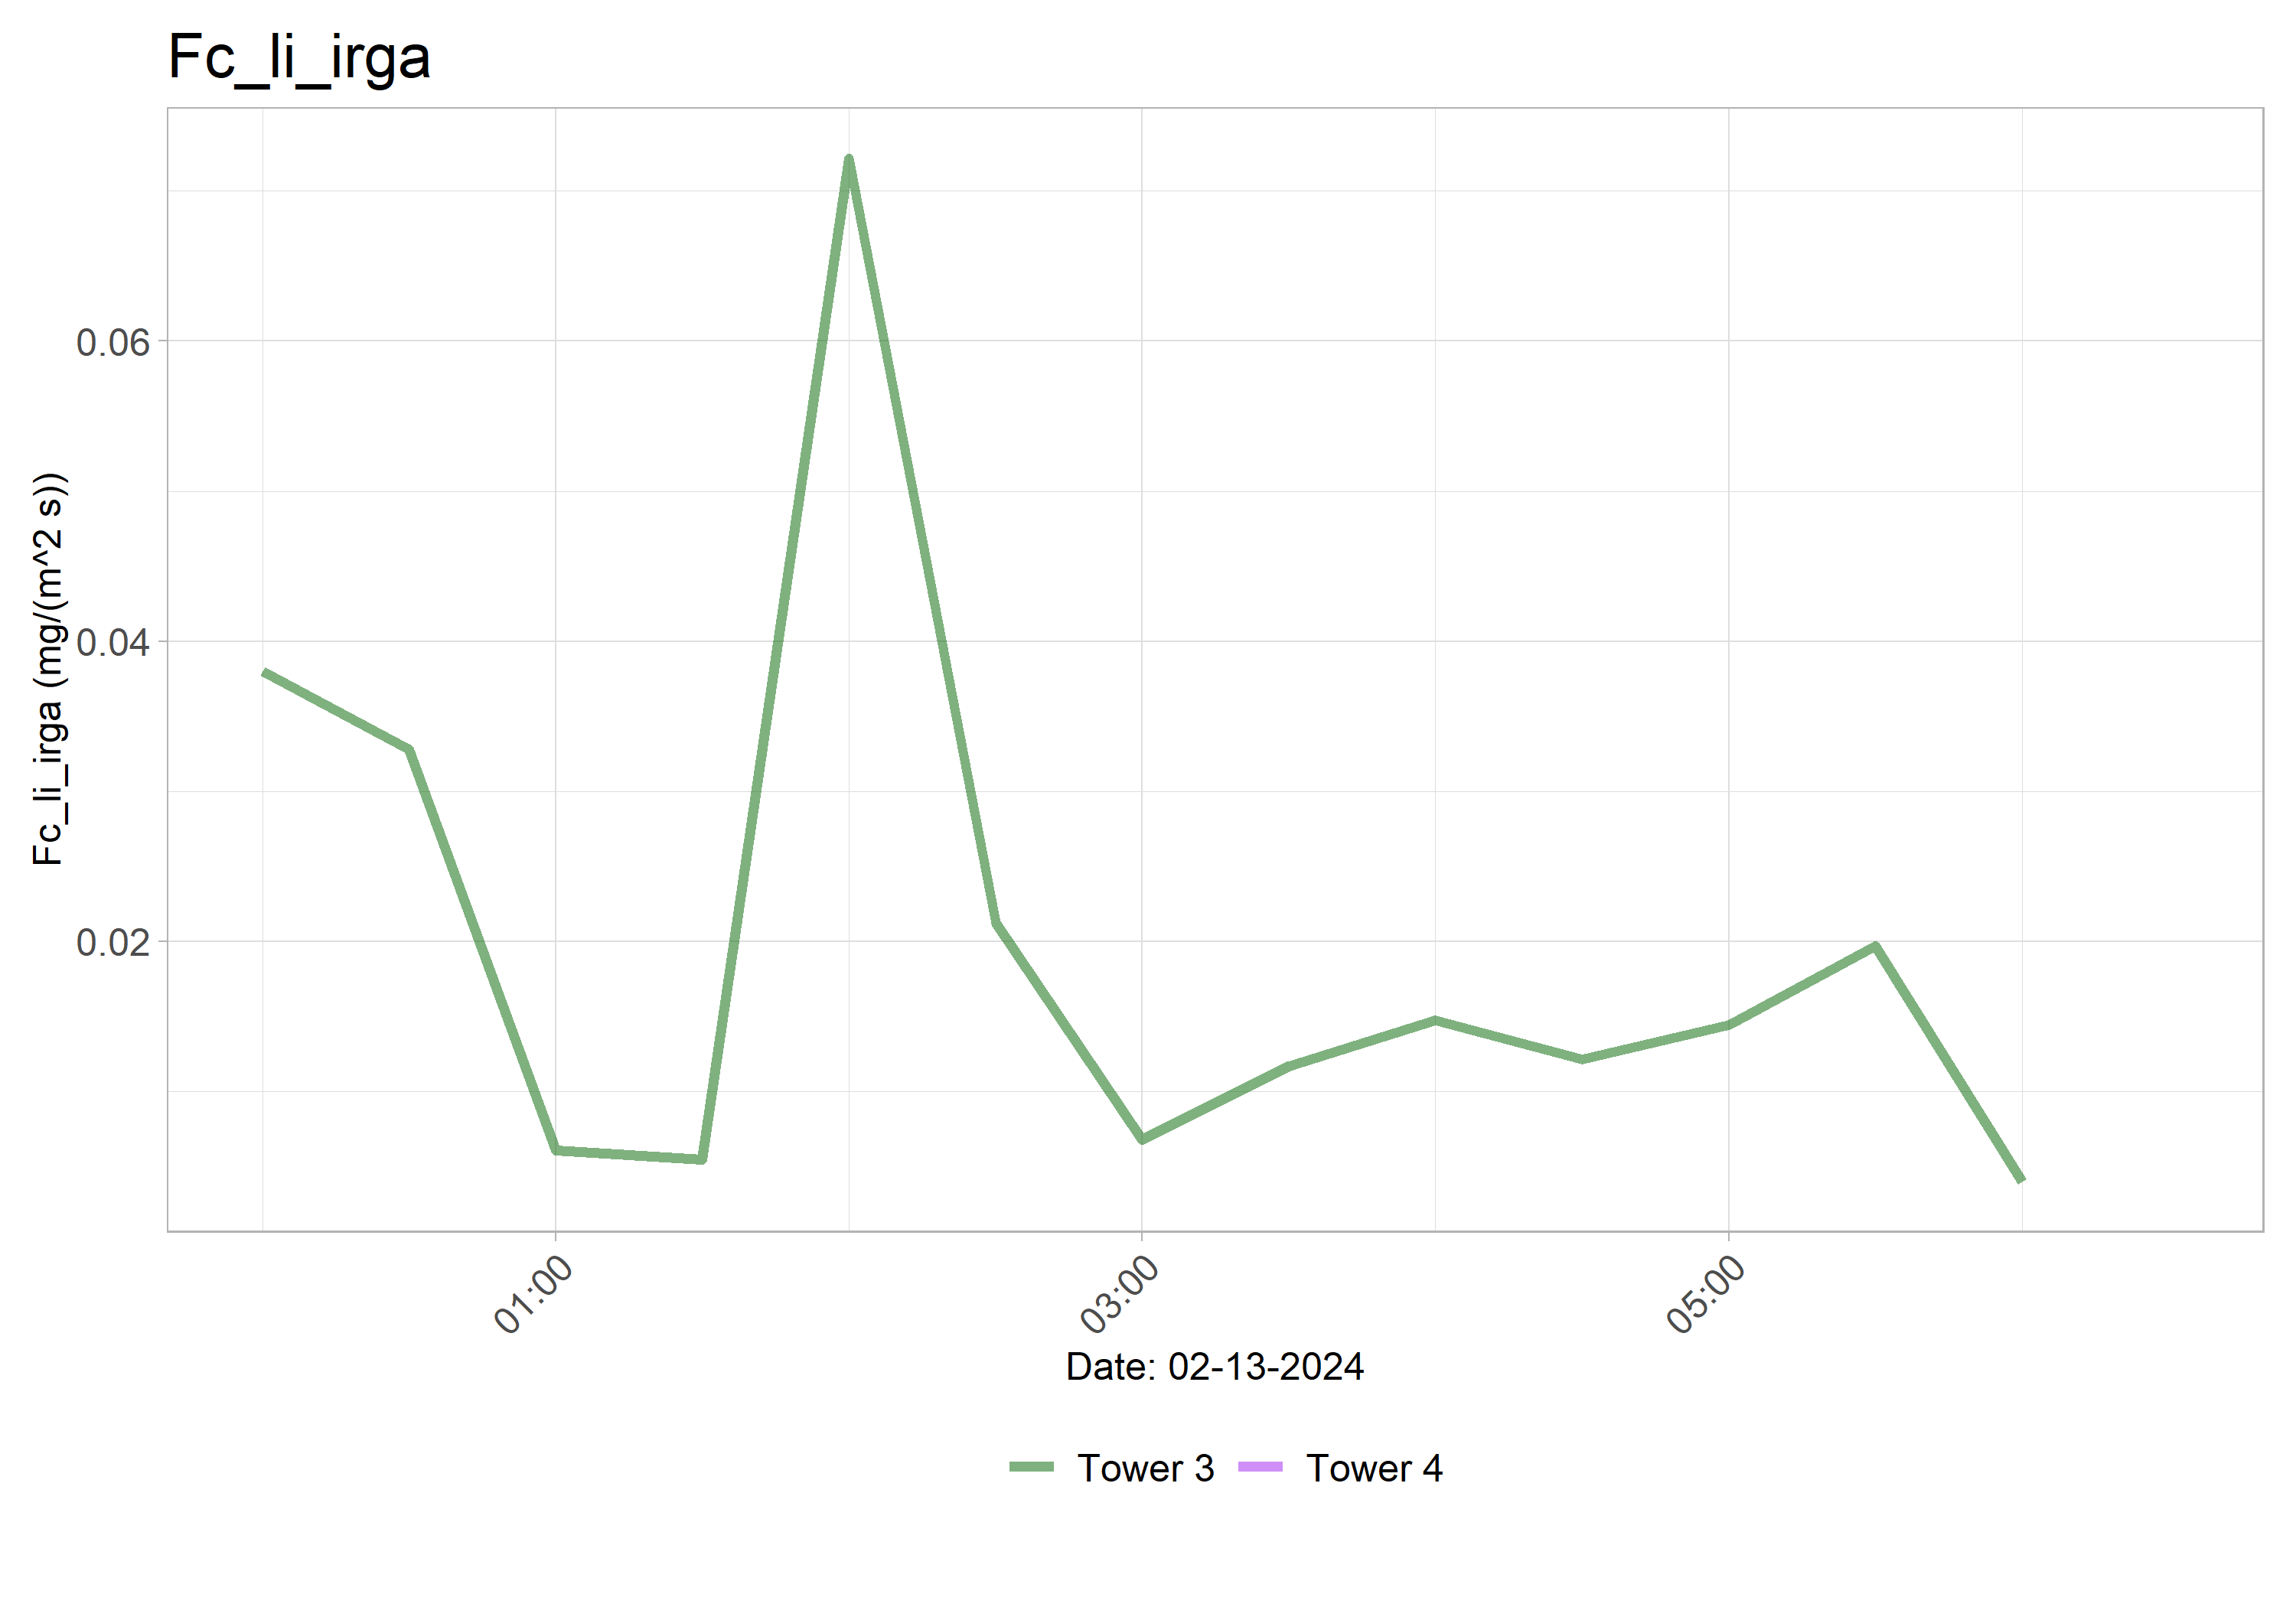 Fc_li_irga
Fc_li_irga (mg/(m^2 s))
0.06
0.04
0.02
01:00
03:00
05:00
Date: 02-13-2024
Tower 3
Tower 4